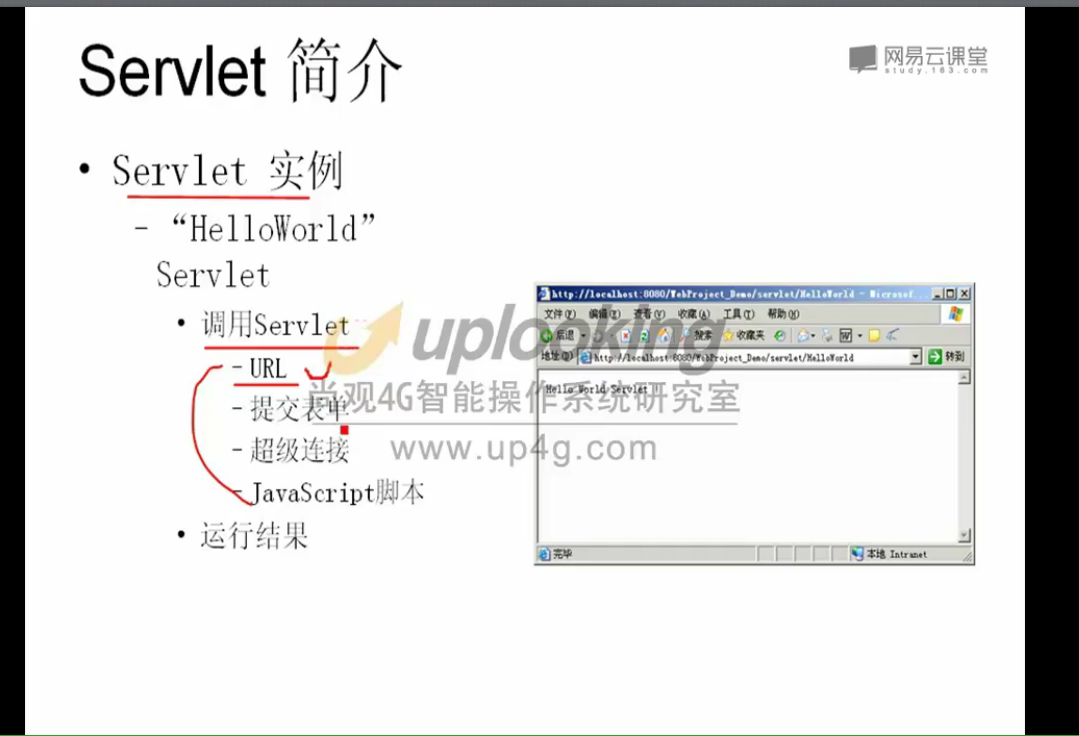 Servlet 简介
网易云课堂
study.163.com
• Servlet 实例
- “HelloWorld”
Servlet
• 调用Servlet
- URL
- 提交表单
- 超级连接
- JavaScript脚本
• 运行结果
http://localhost:8080/WebProject_Demo/servlet/HelloWorld - Microsof...
文件(F) 编辑(E) 查看(V) 收藏(A) 工具(T) 帮助(H)
后退 搜索 收藏夹
地址(D) http://localhost:8080/WebProject_Demo/servlet/HelloWorld 转到
Hello World Servlet
完毕 本地 Intranet
uplooking
尚观4G智能操作系统研究室
www.up4g.com